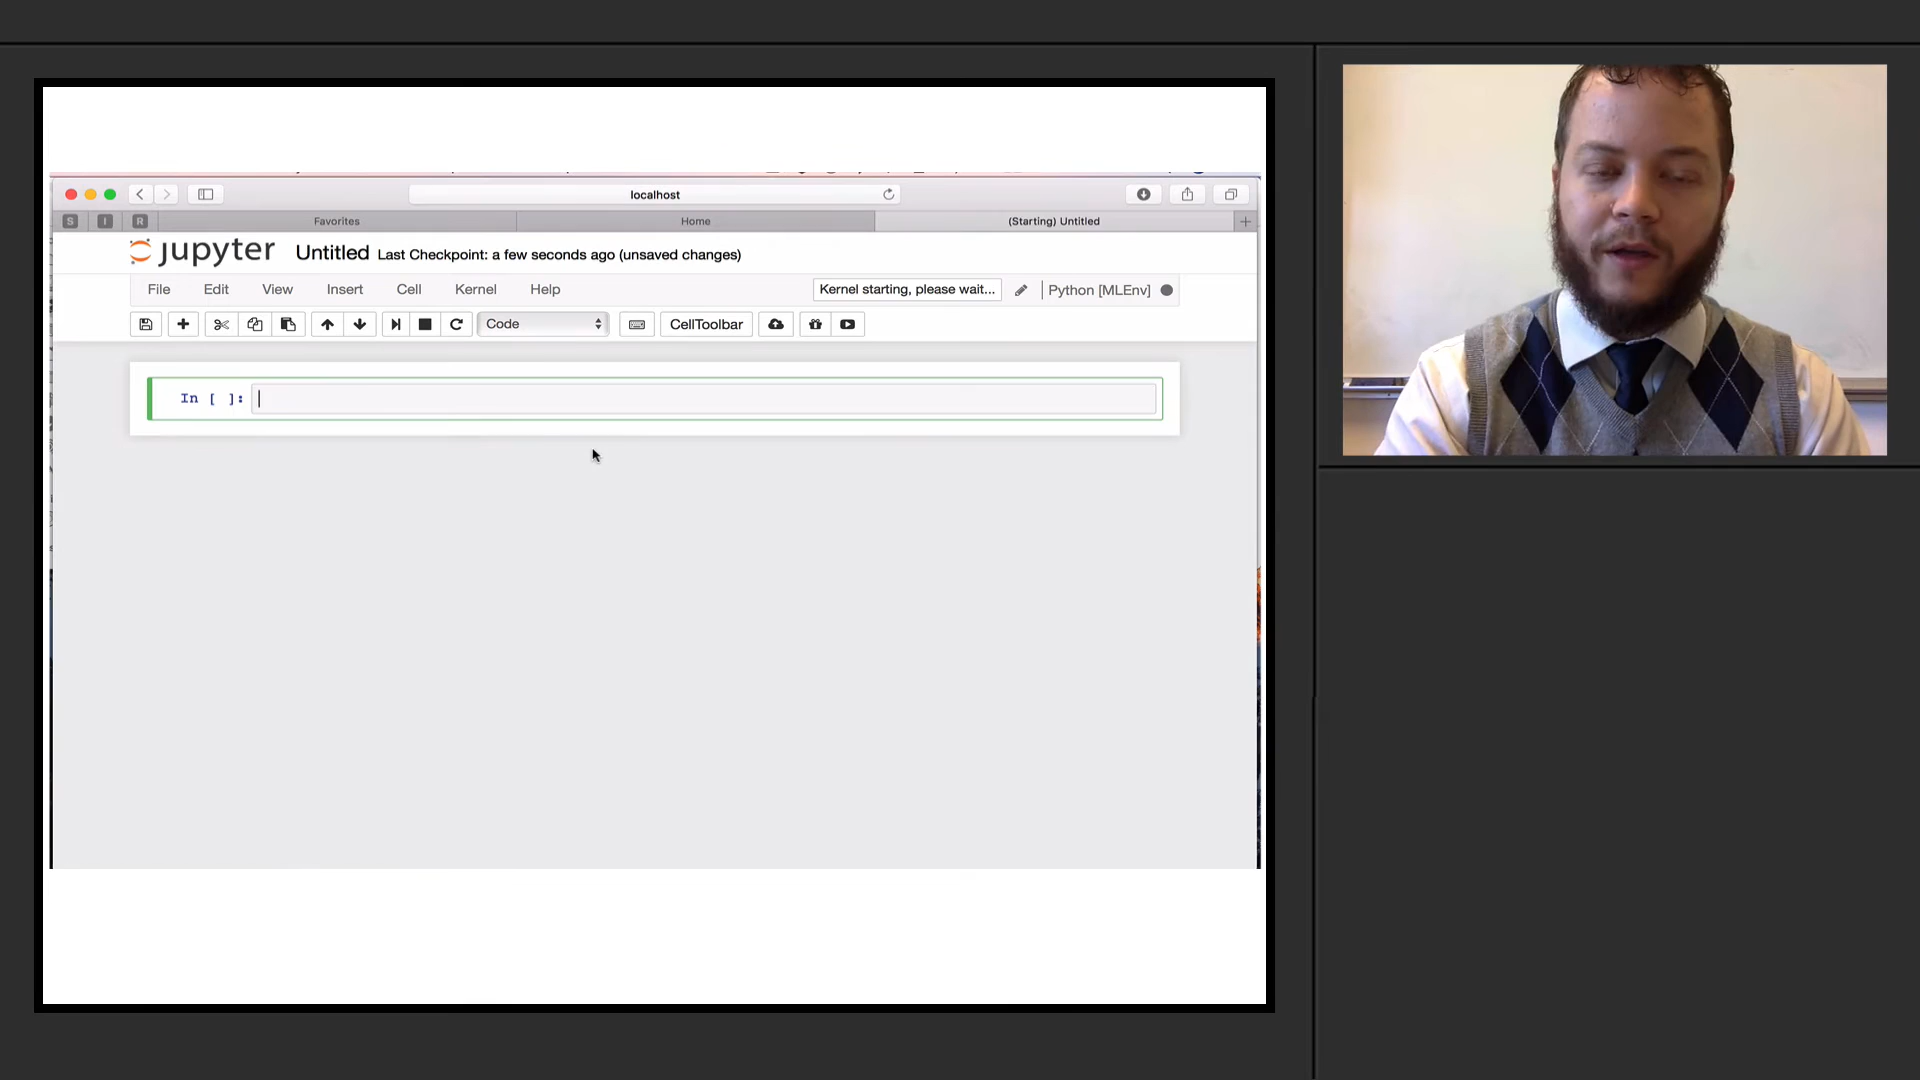 localhost
S I R Favorites Home (Starting) Untitled
jupyter Untitled Last Checkpoint: a few seconds ago (unsaved changes)
File Edit View Insert Cell Kernel Help Kernel starting, please wait... Python [MLEnv]
Code CellToolbar
In [ ]: